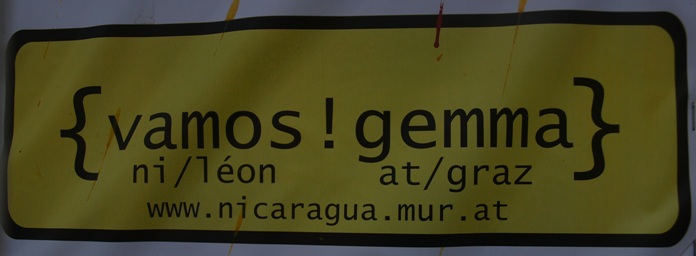 {vamos!gemma}
ni/léon at/graz
www.nicaragua.mur.at